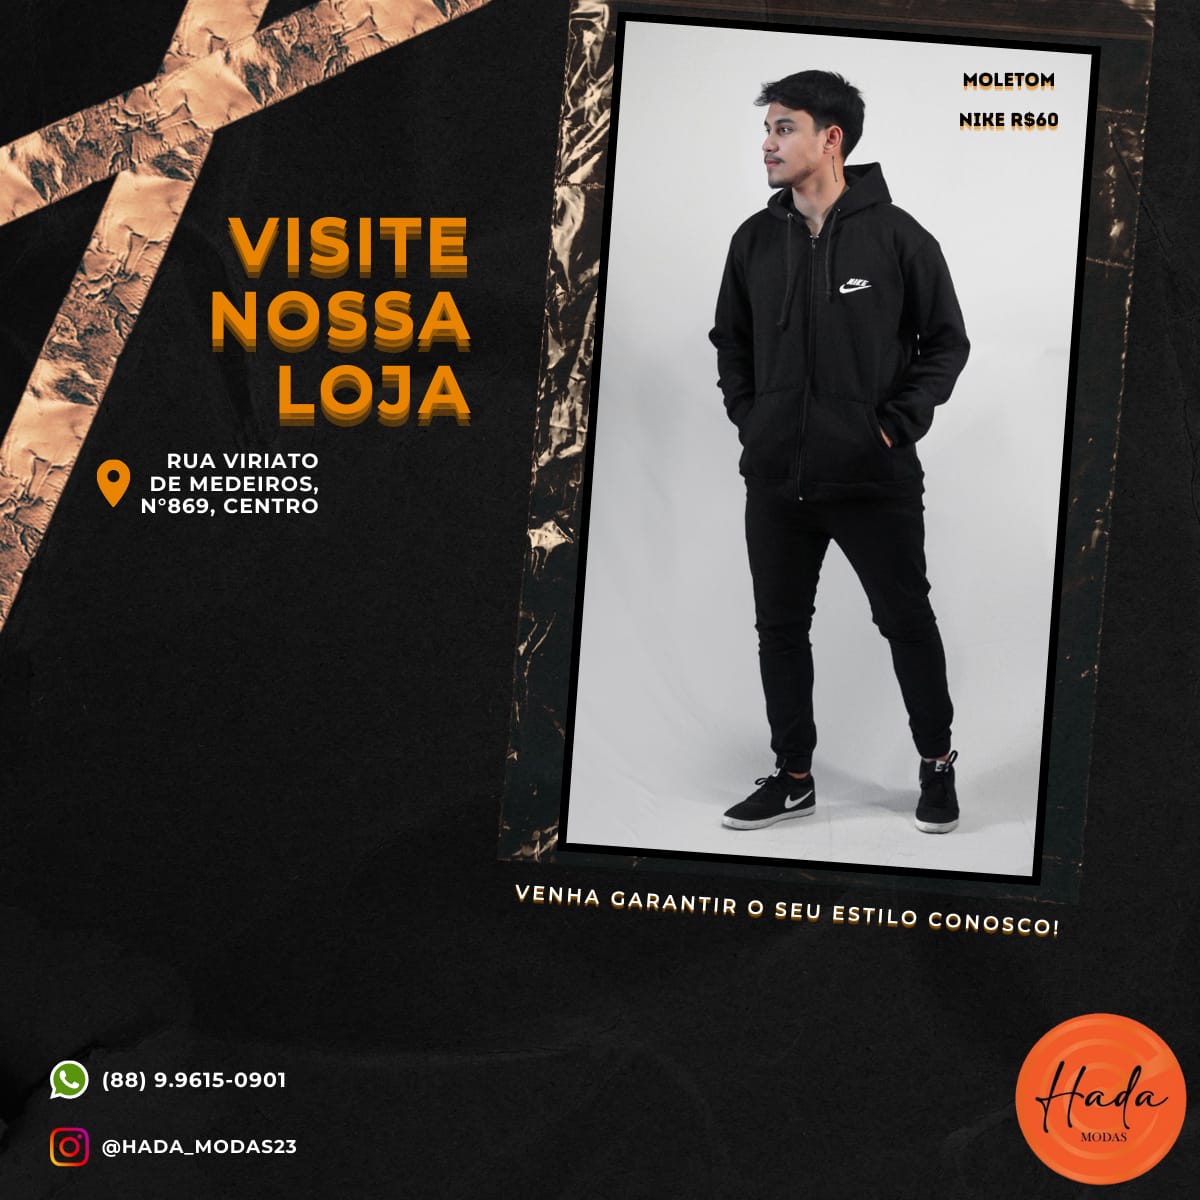 MOLETOM
NIKE R$60
NIKE
VISITE
NOSSA
LOJA
RUA VIRIATO
DE MEDEIROS,
N°869, CENTRO
VENHA GARANTIR O SEU ESTILO CONOSCO!
(88) 9.9615-0901
@HADA_MODAS23
Hada
MODAS